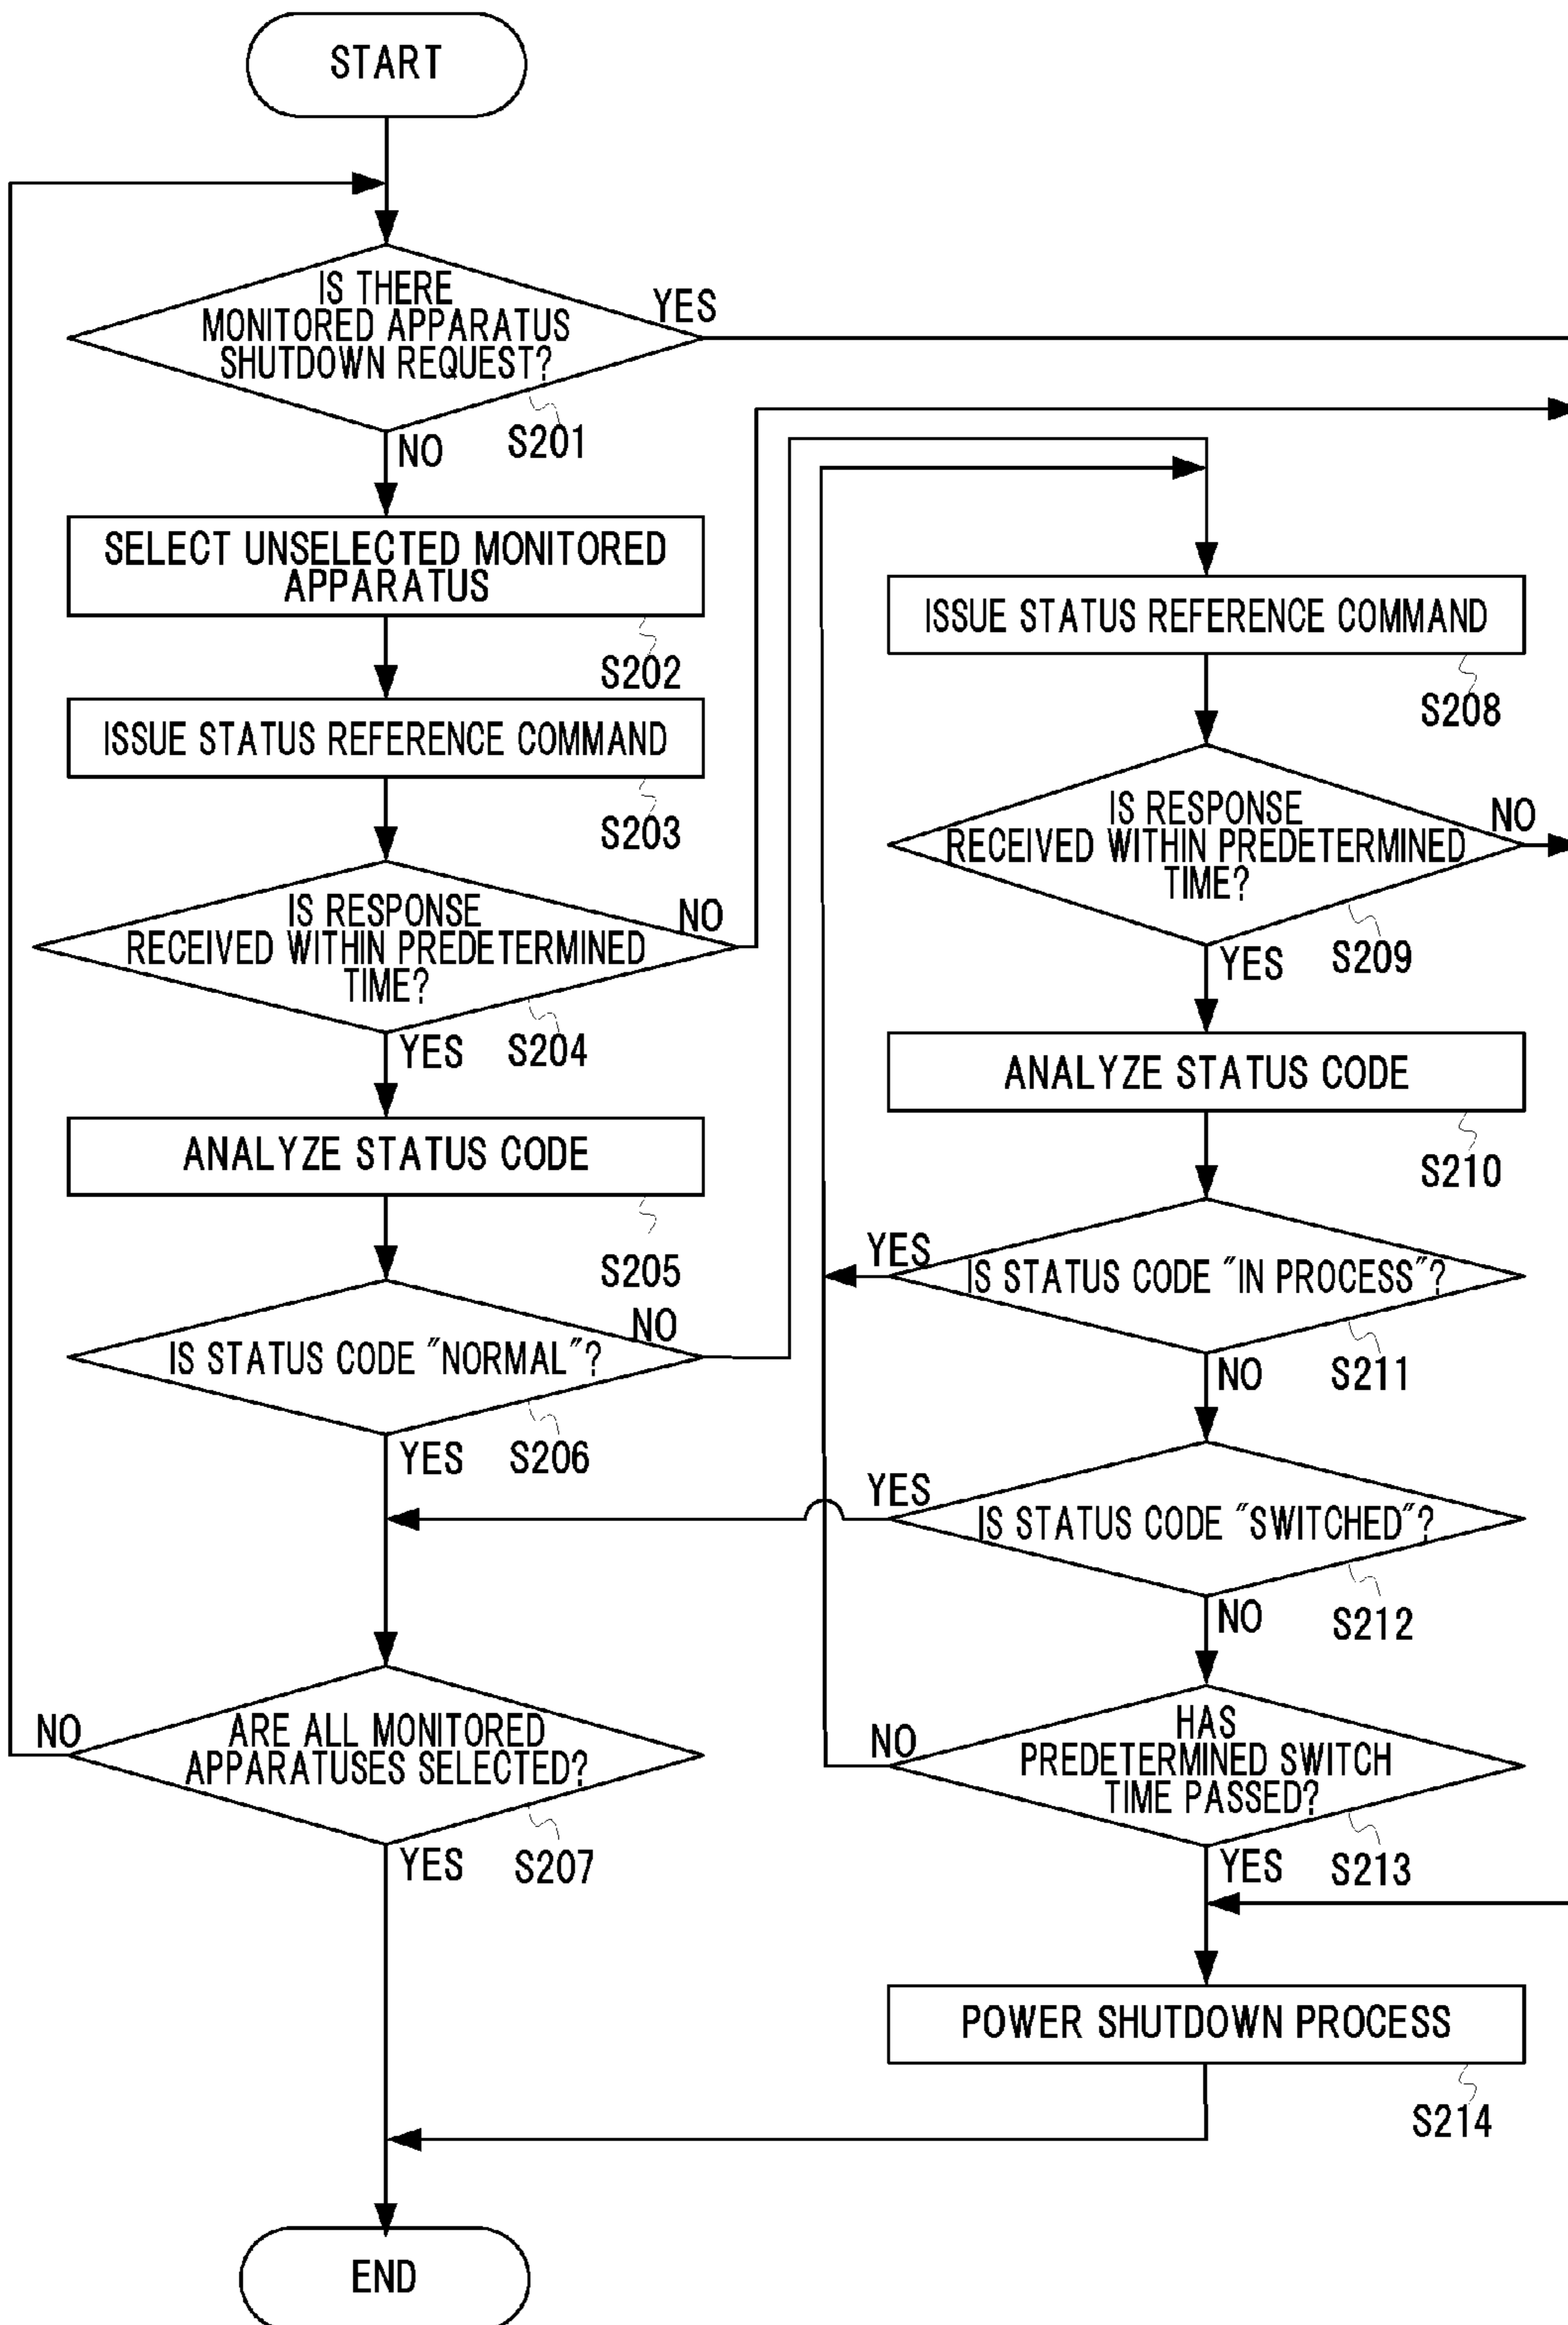 START
IS THERE
MONITORED APPARATUS
SHUTDOWN REQUEST?
YES
S201
NO
SELECT UNSELECTED MONITORED
APPARATUS
S202
ISSUE STATUS REFERENCE COMMAND
S203
IS RESPONSE
RECEIVED WITHIN PREDETERMINED
TIME?
NO
S204
YES
ANALYZE STATUS CODE
S205
IS STATUS CODE "NORMAL"?
NO
S206
YES
ARE ALL MONITORED
APPARATUSES SELECTED?
NO
S207
YES
ISSUE STATUS REFERENCE COMMAND
S208
IS RESPONSE
RECEIVED WITHIN PREDETERMINED
TIME?
NO
S209
YES
ANALYZE STATUS CODE
S210
YES
IS STATUS CODE "IN PROCESS"?
S211
NO
YES
IS STATUS CODE "SWITCHED"?
S212
NO
HAS
PREDETERMINED SWITCH
TIME PASSED?
NO
S213
YES
POWER SHUTDOWN PROCESS
S214
END